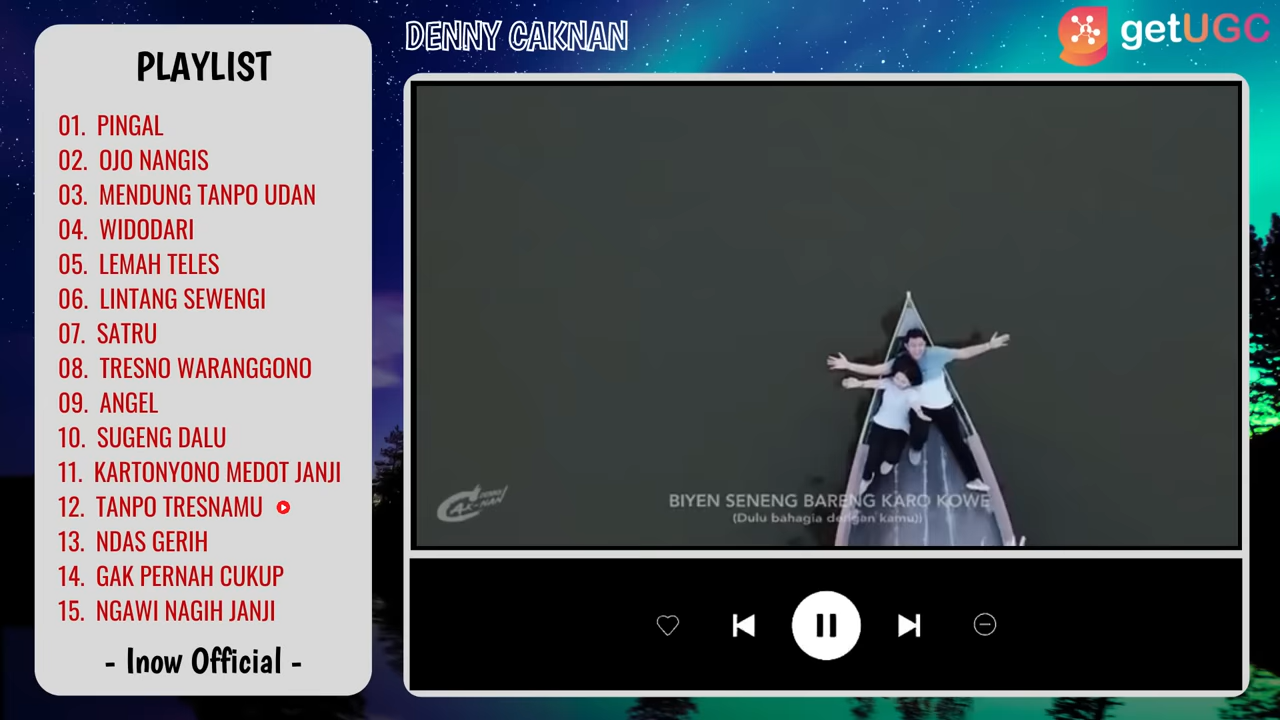 PLAYLIST
01. PINGAL
02. OJO NANGIS
03. MENDUNG TANPO UDAN
04. WIDODARI
05. LEMAH TELES
06. LINTANG SEWENGI
07. SATRU
08. TRESNO WARANGGONO
09. ANGEL
10. SUGENG DALU
11. KARTONYONO MEDOT JANJI
12. TANPO TRESNAMU
13. NDAS GERIH
14. GAK PERNAH CUKUP
15. NGAWI NAGIH JANJI
- Inow Official -
DENNY CAKNAN
getUGC
DENNY
CAK-NAN
BIYEN SENENG BARENG KARO KOWE
(Dulu bahagia dengan kamu))